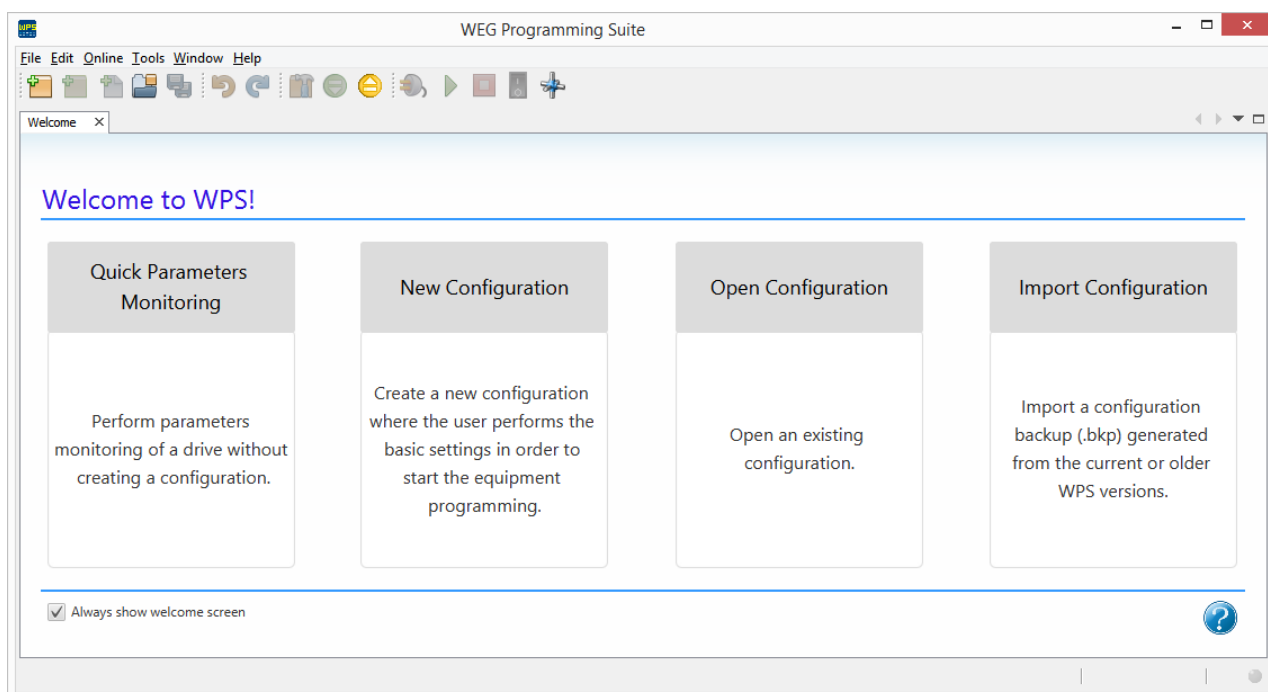 WEG Programming Suite
File Edit Online Tools Window Help
Welcome
Welcome to WPS!
Quick Parameters
Monitoring
Perform parameters
monitoring of a drive without
creating a configuration.
New Configuration
Create a new configuration
where the user performs the
basic settings in order to
start the equipment
programming.
Open Configuration
Open an existing
configuration.
Import Configuration
Import a configuration
backup (.bkp) generated
from the current or older
WPS versions.
Always show welcome screen
?